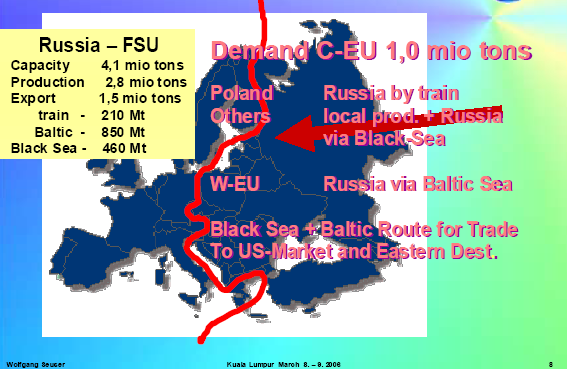 Russia – FSU
Capacity 4,1 mio tons
Production 2,8 mio tons
Export 1,5 mio tons
train - 210 Mt
Baltic - 850 Mt
Black Sea - 460 Mt
Demand C-EU 1,0 mio tons
Poland Russia by train
Others local prod. + Russia
via Black-Sea
W-EU Russia via Baltic Sea
Black Sea + Baltic Route for Trade
To US-Market and Eastern Dest.
Wolfgang Seuser Kuala Lumpur March 8. – 9. 2006 8